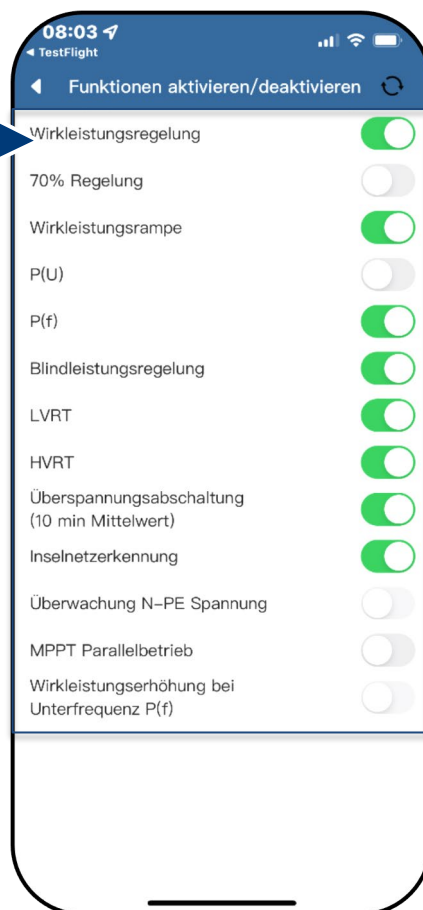 08:03
TestFlight
Funktionen aktivieren/deaktivieren
Wirkleistungsregelung
70% Regelung
Wirkleistungsrampe
P(U)
P(f)
Blindleistungsregelung
LVRT
HVRT
Überspannungsabschaltung
(10 min Mittelwert)
Inselnetzerkennung
Überwachung N-PE Spannung
MPPT Parallelbetrieb
Wirkleistungserhöhung bei
Unterfrequenz P(f)